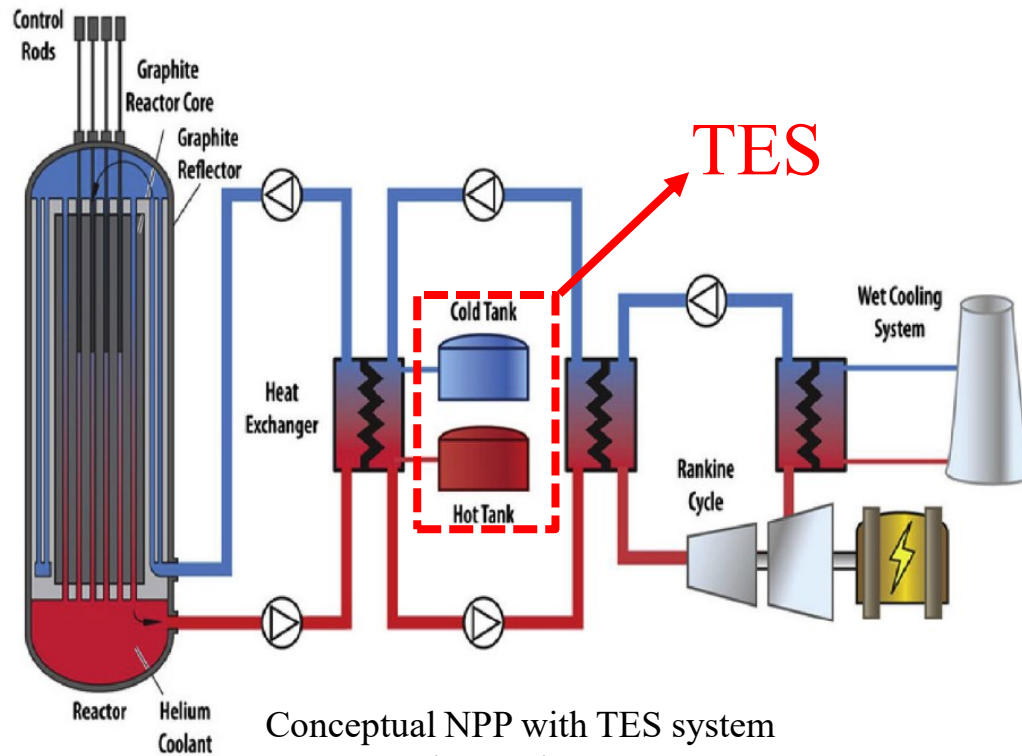 Control
Rods
Graphite
Reactor Core
Graphite
Reflector
TES
Cold Tank
Wet Cooling
System
Heat
Exchanger
Rankine
Cycle
Hot Tank
Reactor
Helium
Coolant
Conceptual NPP with TES system